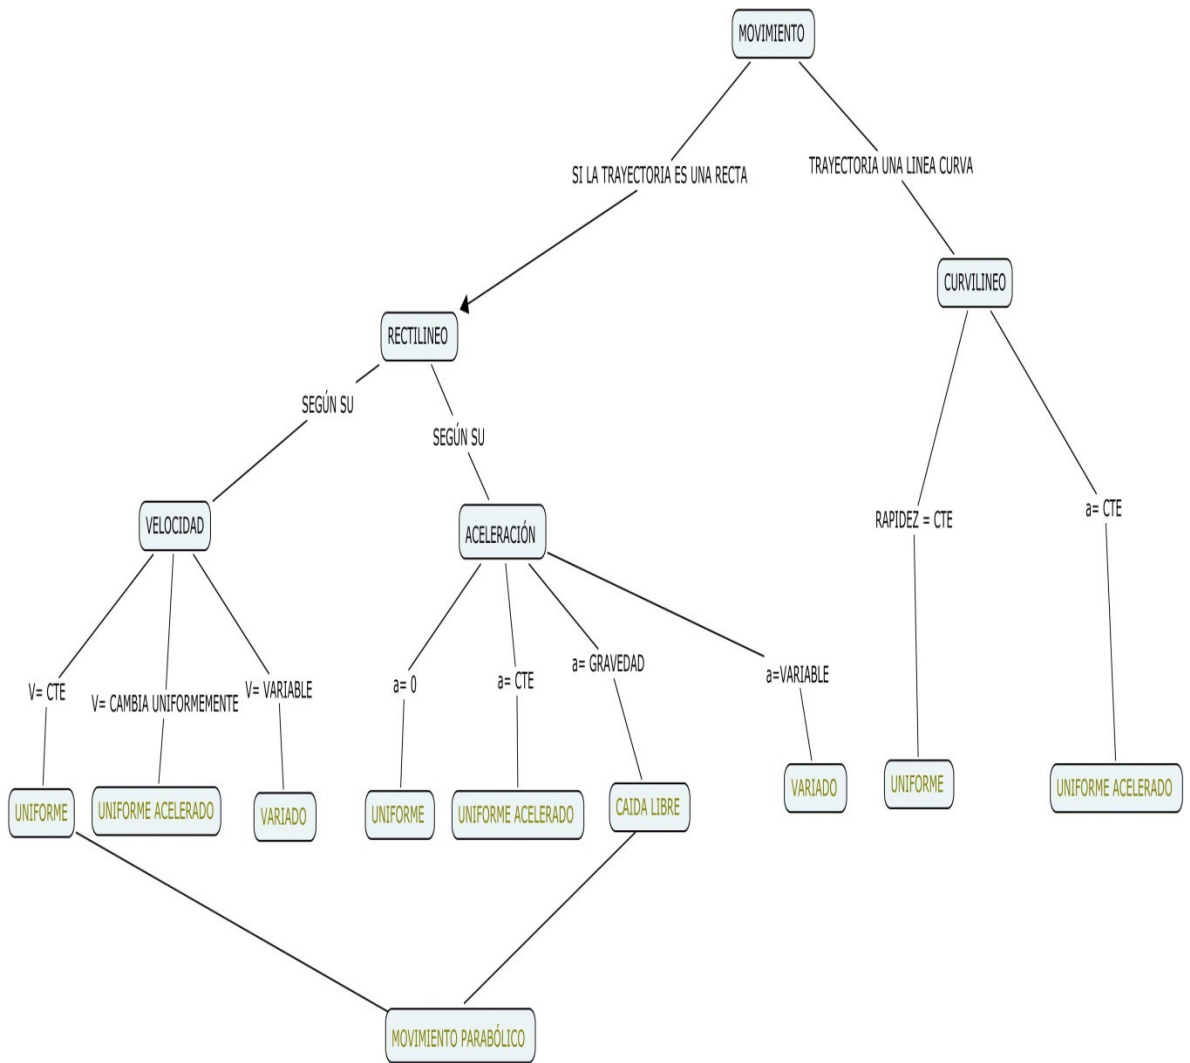 MOVIMIENTO
SI LA TRAYECTORIA ES UNA RECTA
TRAYECTORIA UNA LINEA CURVA
CURVILINEO
RECTILINEO
SEGÚN SU
SEGÚN SU
VELOCIDAD
ACELERACIÓN
RAPIDEZ = CTE
a= CTE
V= CTE
V= CAMBIA UNIFORMEMENTE
V= VARIABLE
a= 0
a= CTE
a= GRAVEDAD
a=VARIABLE
UNIFORME
UNIFORME ACELERADO
VARIADO
UNIFORME
UNIFORME ACELERADO
CAIDA LIBRE
VARIADO
UNIFORME
UNIFORME ACELERADO
MOVIMIENTO PARABÓLICO